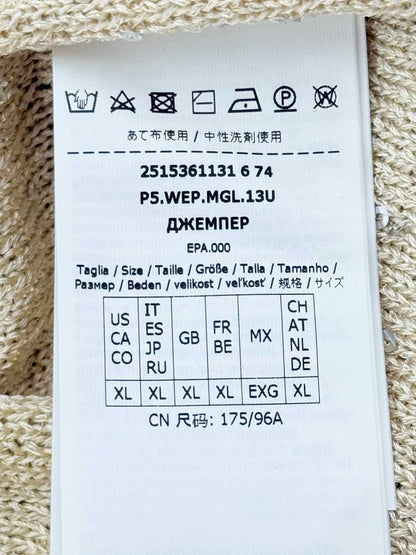 あて布使用 / 中性洗剤使用
2515361131 6 74
P5.WEP.MGL.13U
ДЖЕМПЕР
EPA.000
Taglia / Size / Taille / Größe / Talla / Tamanho /
Размер / Beden / velikost / veľkosť / 规格 / サイズ
US CA CO IT ES JP RU GB FR BE MX CH AT NL DE
XL XL XL XL EXG XL
CN 尺码: 175/96A